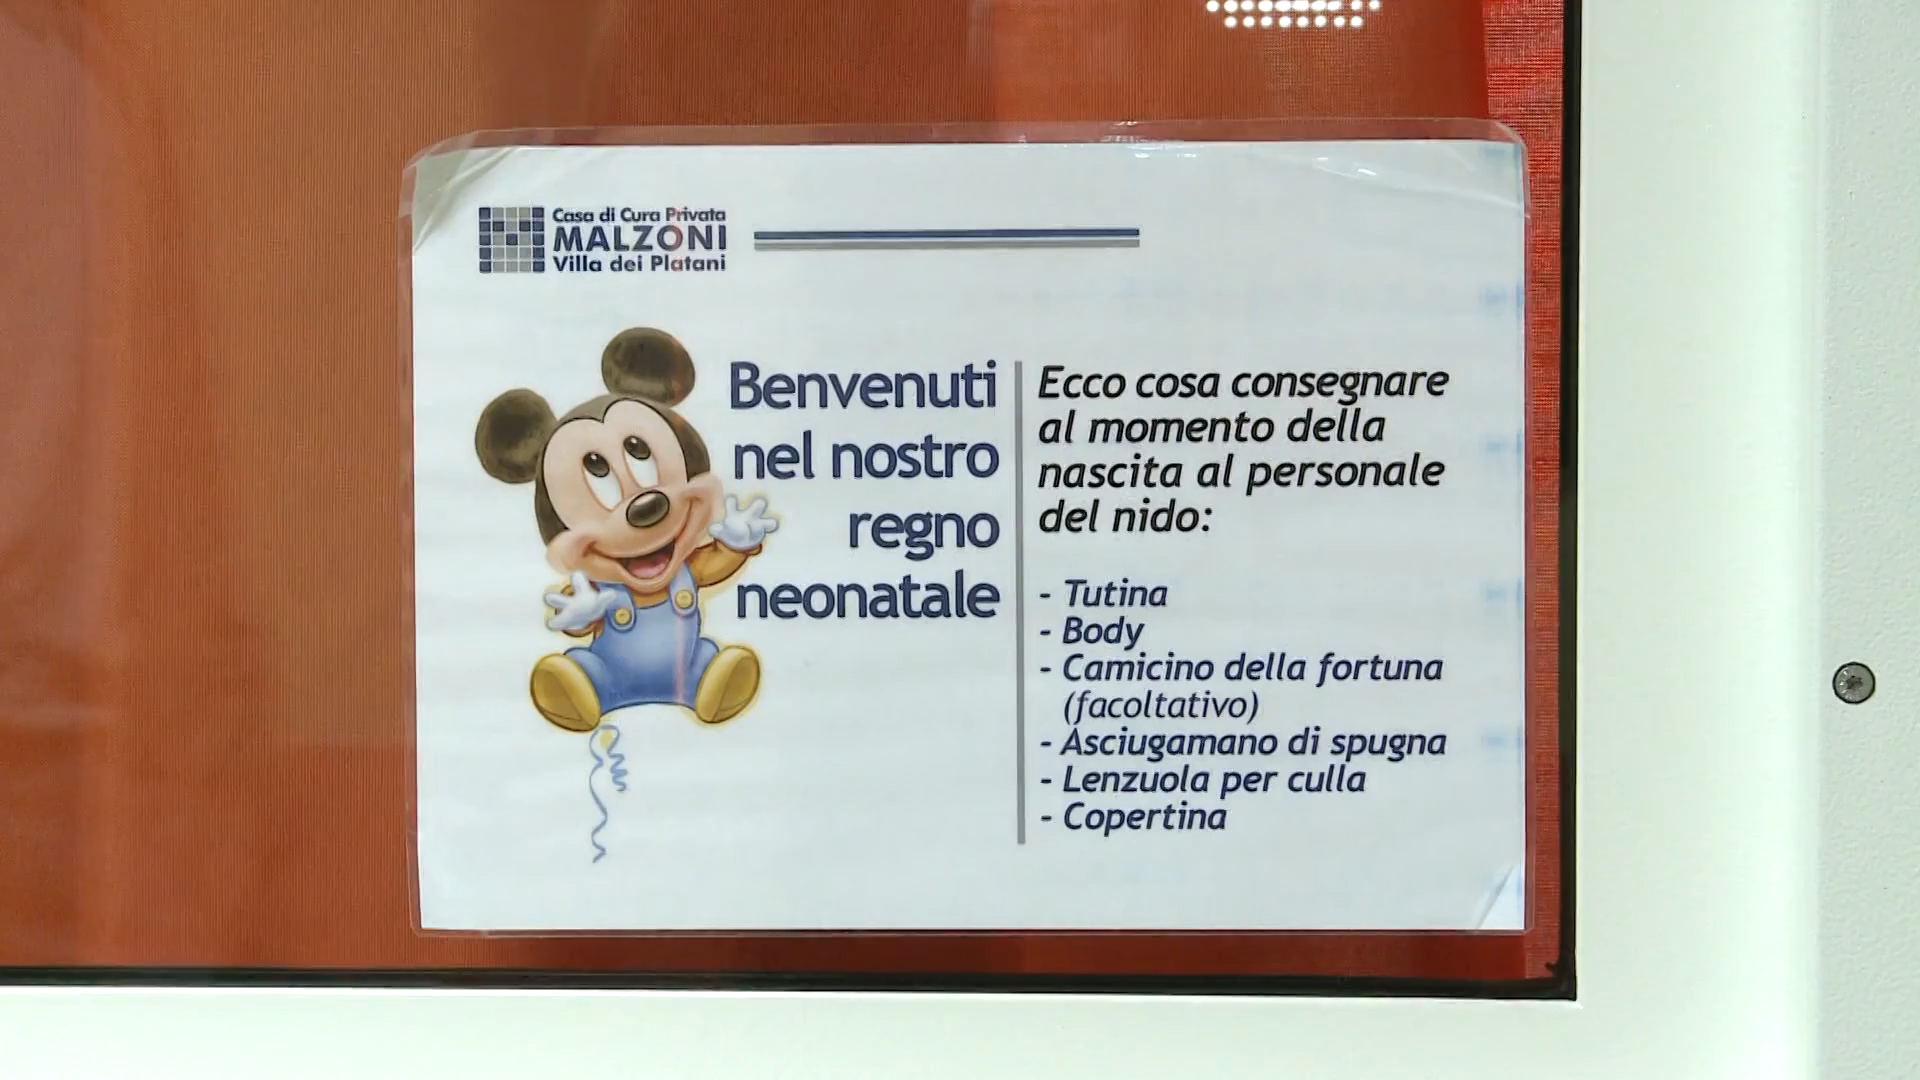 Casa di Cura Privata
MALZONI
Villa dei Platani
Benvenuti
nel nostro
regno
neonatale
Ecco cosa consegnare
al momento della
nascita al personale
del nido:
- Tutina
- Body
- Camicino della fortuna
(facoltativo)
- Asciugamano di spugna
- Lenzuola per culla
- Copertina